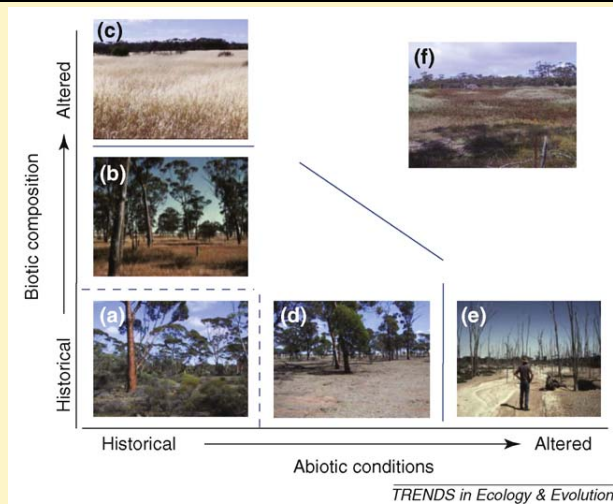 (c)
(f)
Altered
(b)
Biotic composition
(a)
(d)
(e)
Historical
Historical
Altered
Abiotic conditions
TRENDS in Ecology & Evolution